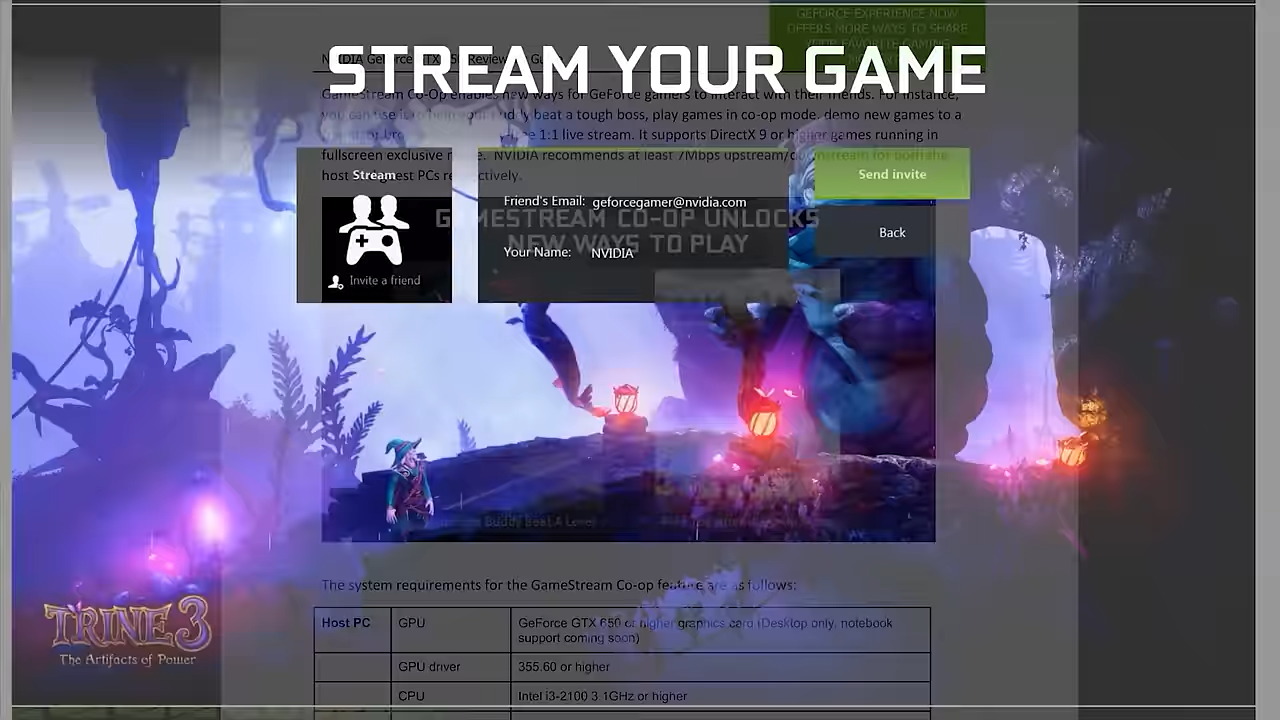 GEFORCE EXPERIENCE NOW
OFFERS MORE WAYS TO SHARE
YOUR FAVORITE GAMING
STREAM YOUR GAME
NVIDIA GeForce GTX Review
GameStream Co-Op enables new ways for GeForce gamers to interact with their friends. For instance,
you can use it to help your buddy beat a tough boss, play games in co-op mode, demo new games to a
1:1 live stream. It supports DirectX 9 or higher games running in
fullscreen exclusive NVIDIA recommends at least 7Mbps upstream/downstream for both the
host guest PCs respectively.
Stream
Invite a friend
Friend's Email: geforcegamer@nvidia.com
Your Name: NVIDIA
Send invite
Back
GAMESTREAM CO-OP UNLOCKS
NEW WAYS TO PLAY
Buddy Beat A Level
The system requirements for the GameStream Co-op feature are as follows:
Host PC GPU GeForce GTX 650 or higher graphics card (Desktop only, notebook
support coming soon)
GPU driver 355.60 or higher
CPU Intel i3-2100 3.1GHz or higher
TRINE 3
The Artifacts of Power